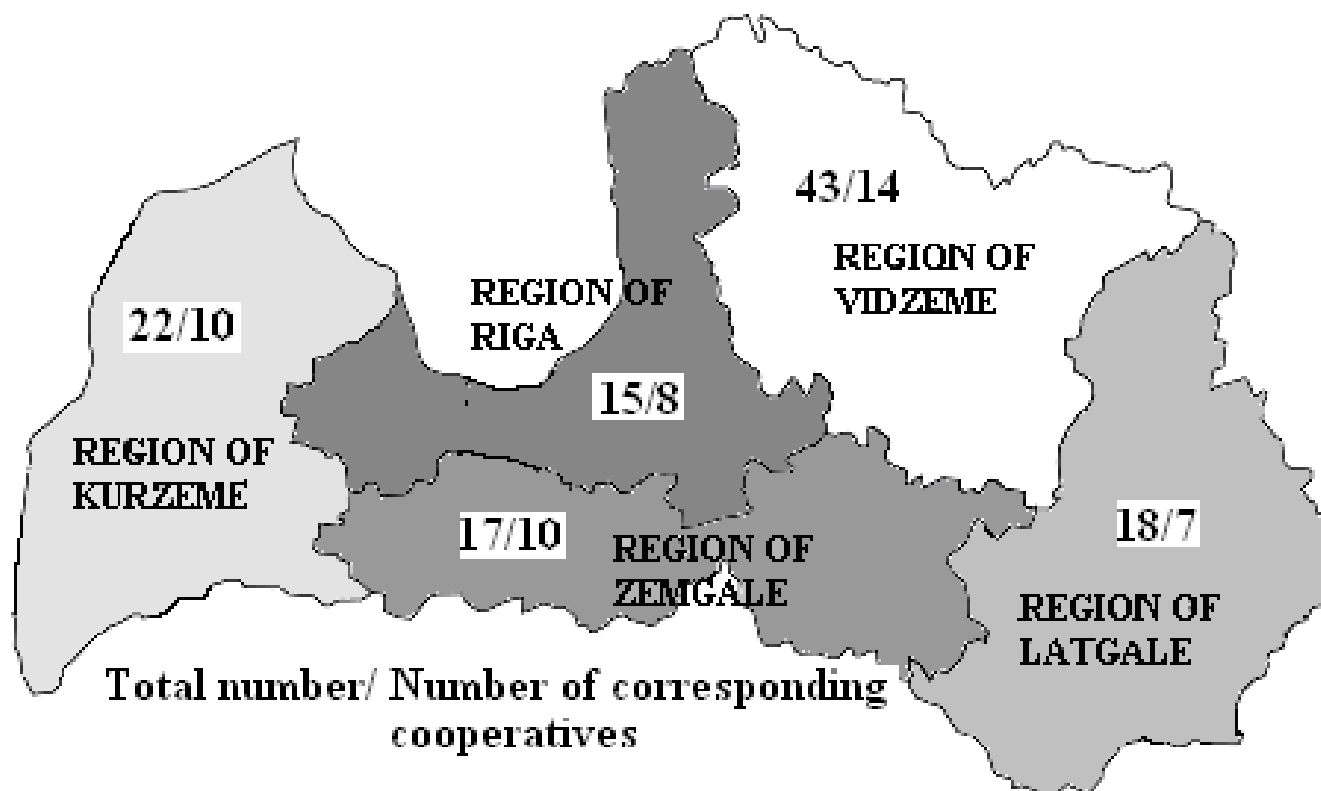 43/14
REGION OF
VIDZEME
REGION OF
RIGA
22/10
15/8
REGION OF
KURZEME
17/10
REGION OF
ZEMGALE
18/7
REGION OF
LATGALE
Total number/ Number of corresponding
cooperatives